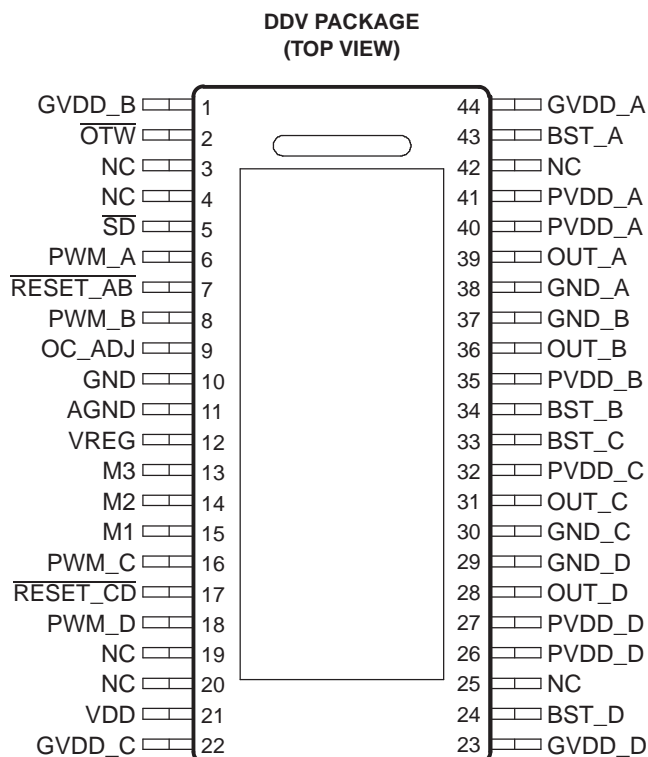 DDV PACKAGE
(TOP VIEW)
GVDD_B 1 44 GVDD_A
OTW 2 43 BST_A
NC 3 42 NC
NC 4 41 PVDD_A
SD 5 40 PVDD_A
PWM_A 6 39 OUT_A
RESET_AB 7 38 GND_A
PWM_B 8 37 GND_B
OC_ADJ 9 36 OUT_B
GND 10 35 PVDD_B
AGND 11 34 BST_B
VREG 12 33 BST_C
M3 13 32 PVDD_C
M2 14 31 OUT_C
M1 15 30 GND_C
PWM_C 16 29 GND_D
RESET_CD 17 28 OUT_D
PWM_D 18 27 PVDD_D
NC 19 26 PVDD_D
NC 20 25 NC
VDD 21 24 BST_D
GVDD_C 22 23 GVDD_D